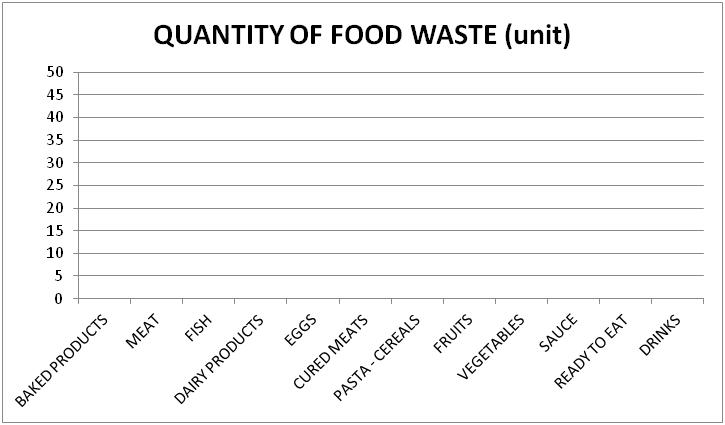 QUANTITY OF FOOD WASTE (unit)
50
45
40
35
30
25
20
15
10
5
0
BAKED PRODUCTS
MEAT
FISH
DAIRY PRODUCTS
EGGS
CURED MEATS
PASTA - CEREALS
FRUITS
VEGETABLES
SAUCE
READY TO EAT
DRINKS